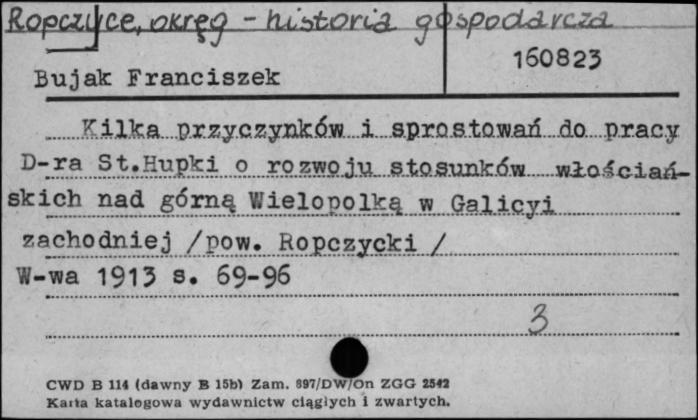 Ropczyce, okręg - historia gospodarcza
160823
Bujak Franciszek
Kilka przyczynków i sprostowań do pracy
D-ra St.Hupki o rozwoju stosunków włościań-
skich nad górną Wielopolką w Galicyi
zachodniej /pow. Ropczycki /
W-wa 1913 s. 69-96
3
CWD B 114 (dawny B 15b) Zam. 897/DW/On ZGG 2542
Karta katalogowa wydawnictw ciągłych i zwartych.